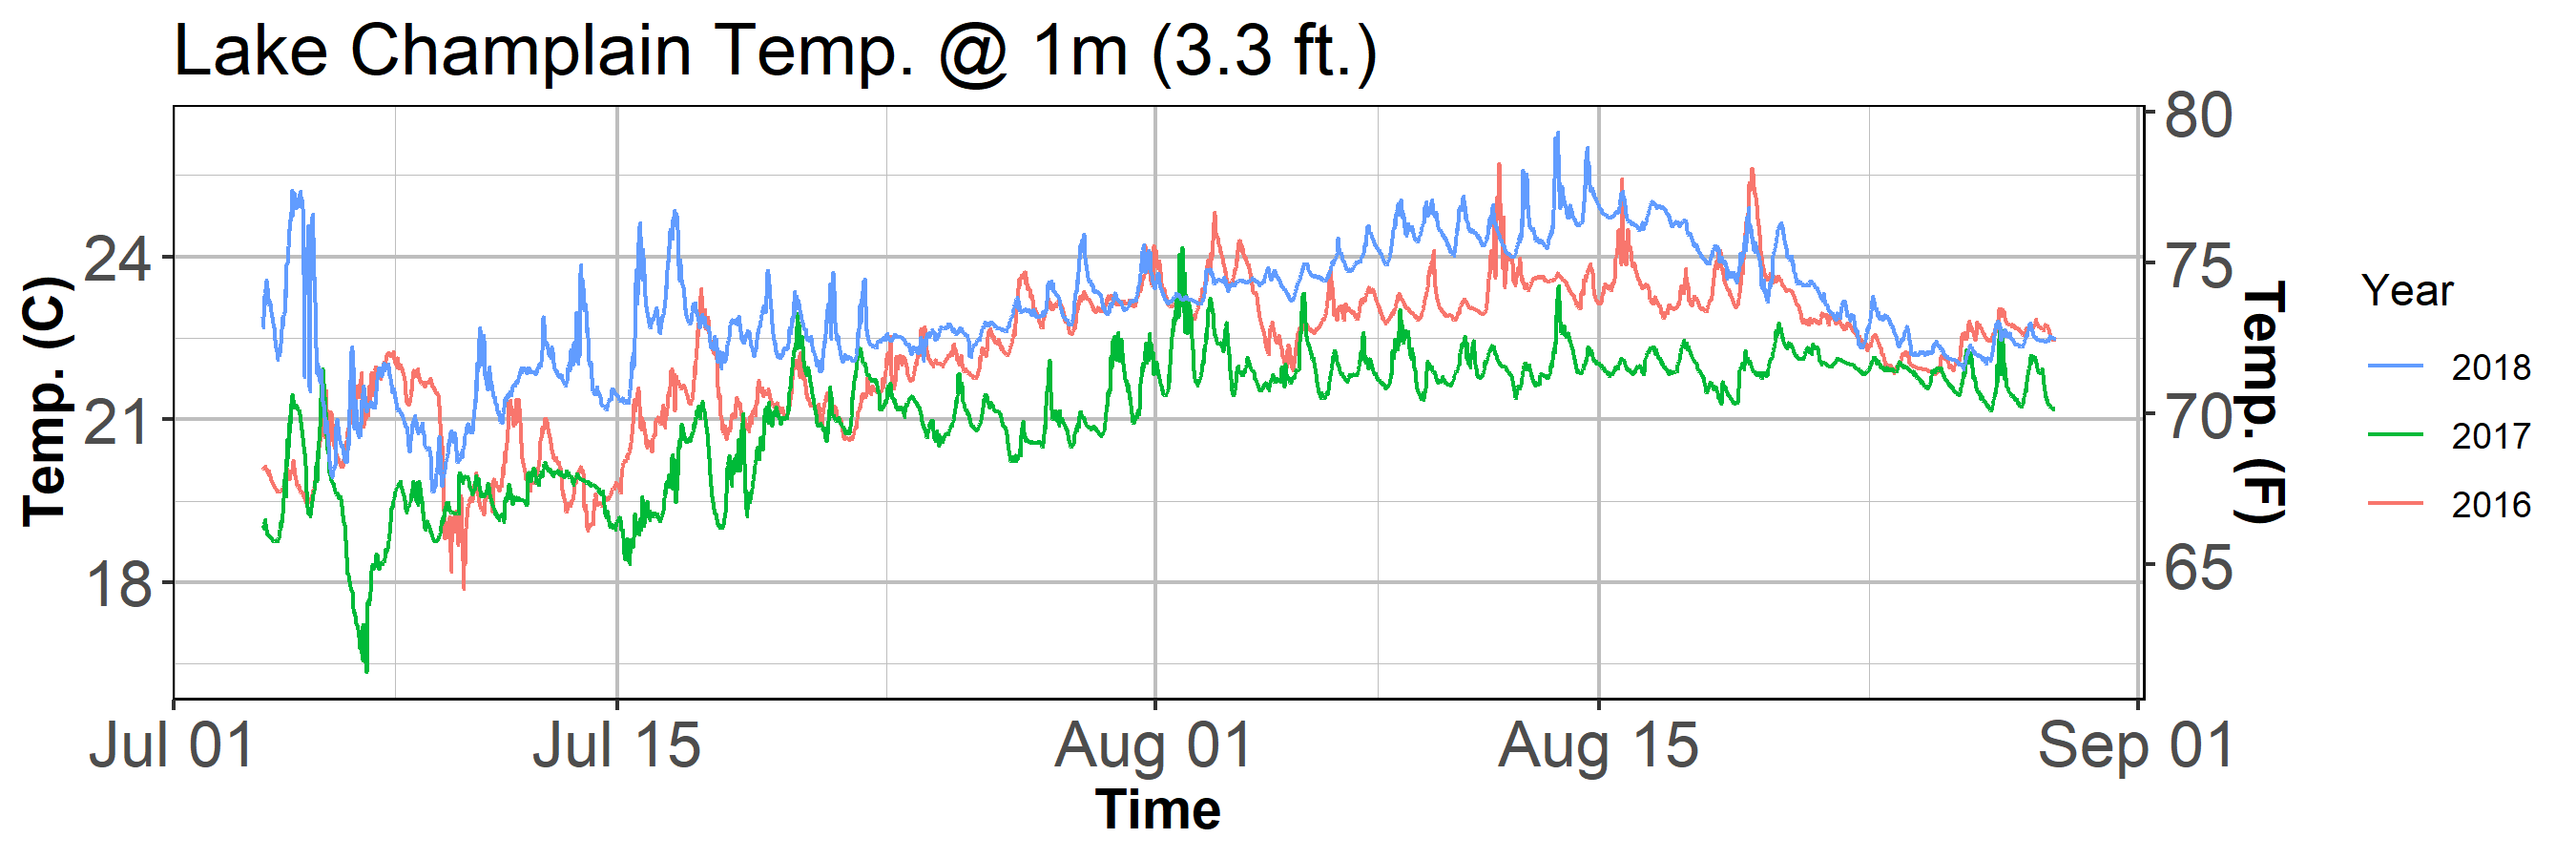 Lake Champlain Temp. @ 1m (3.3 ft.)
Temp. (C)
24
21
18
80
75
70
65
Temp. (F)
Jul 01
Jul 15
Aug 01
Aug 15
Sep 01
Time
Year
2018
2017
2016